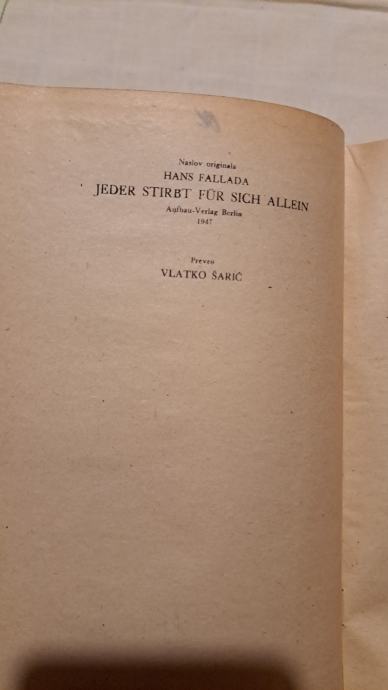 Naslov originala
HANS FALLADA
JEDER STIRBT FÜR SICH ALLEIN
Aufbau-Verlag Berlin
1947
Preveo
VLATKO ŠARIĆ